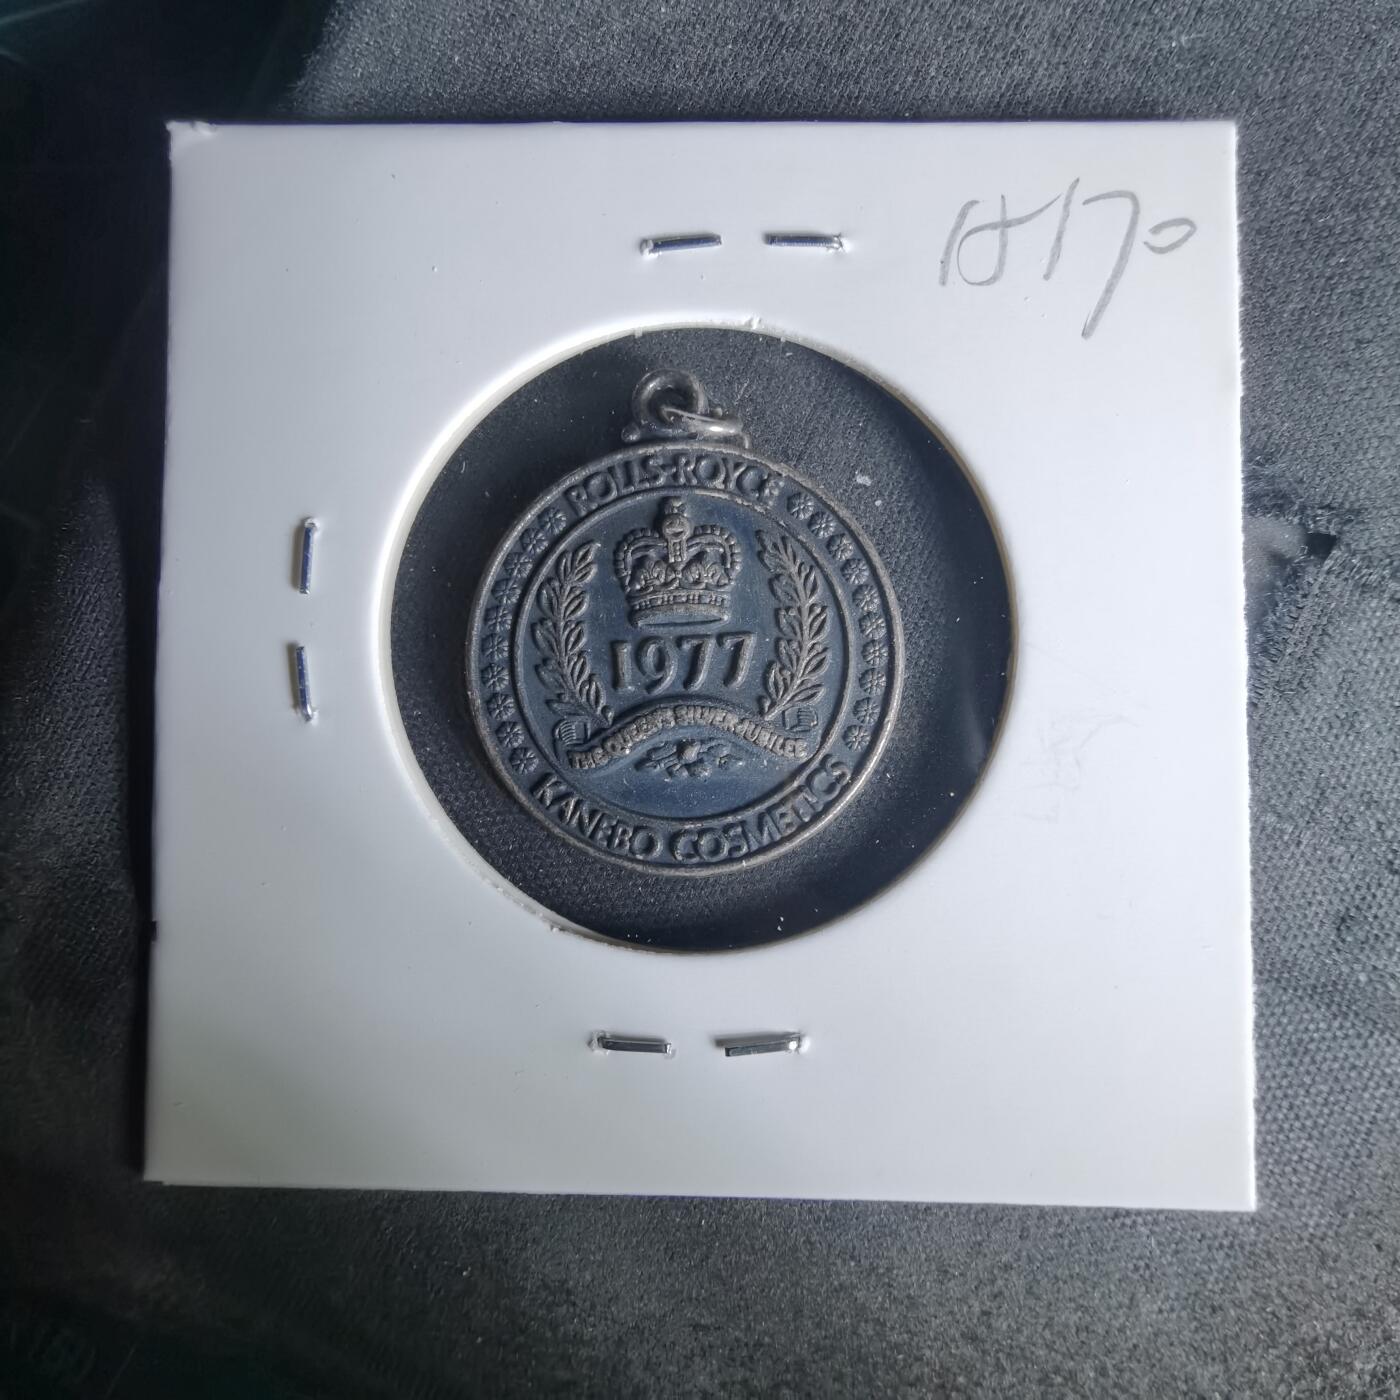 ROLLS-ROYCE
1977
THE QUEEN'S SILVER JUBILEE
KANEBO COSMETICS